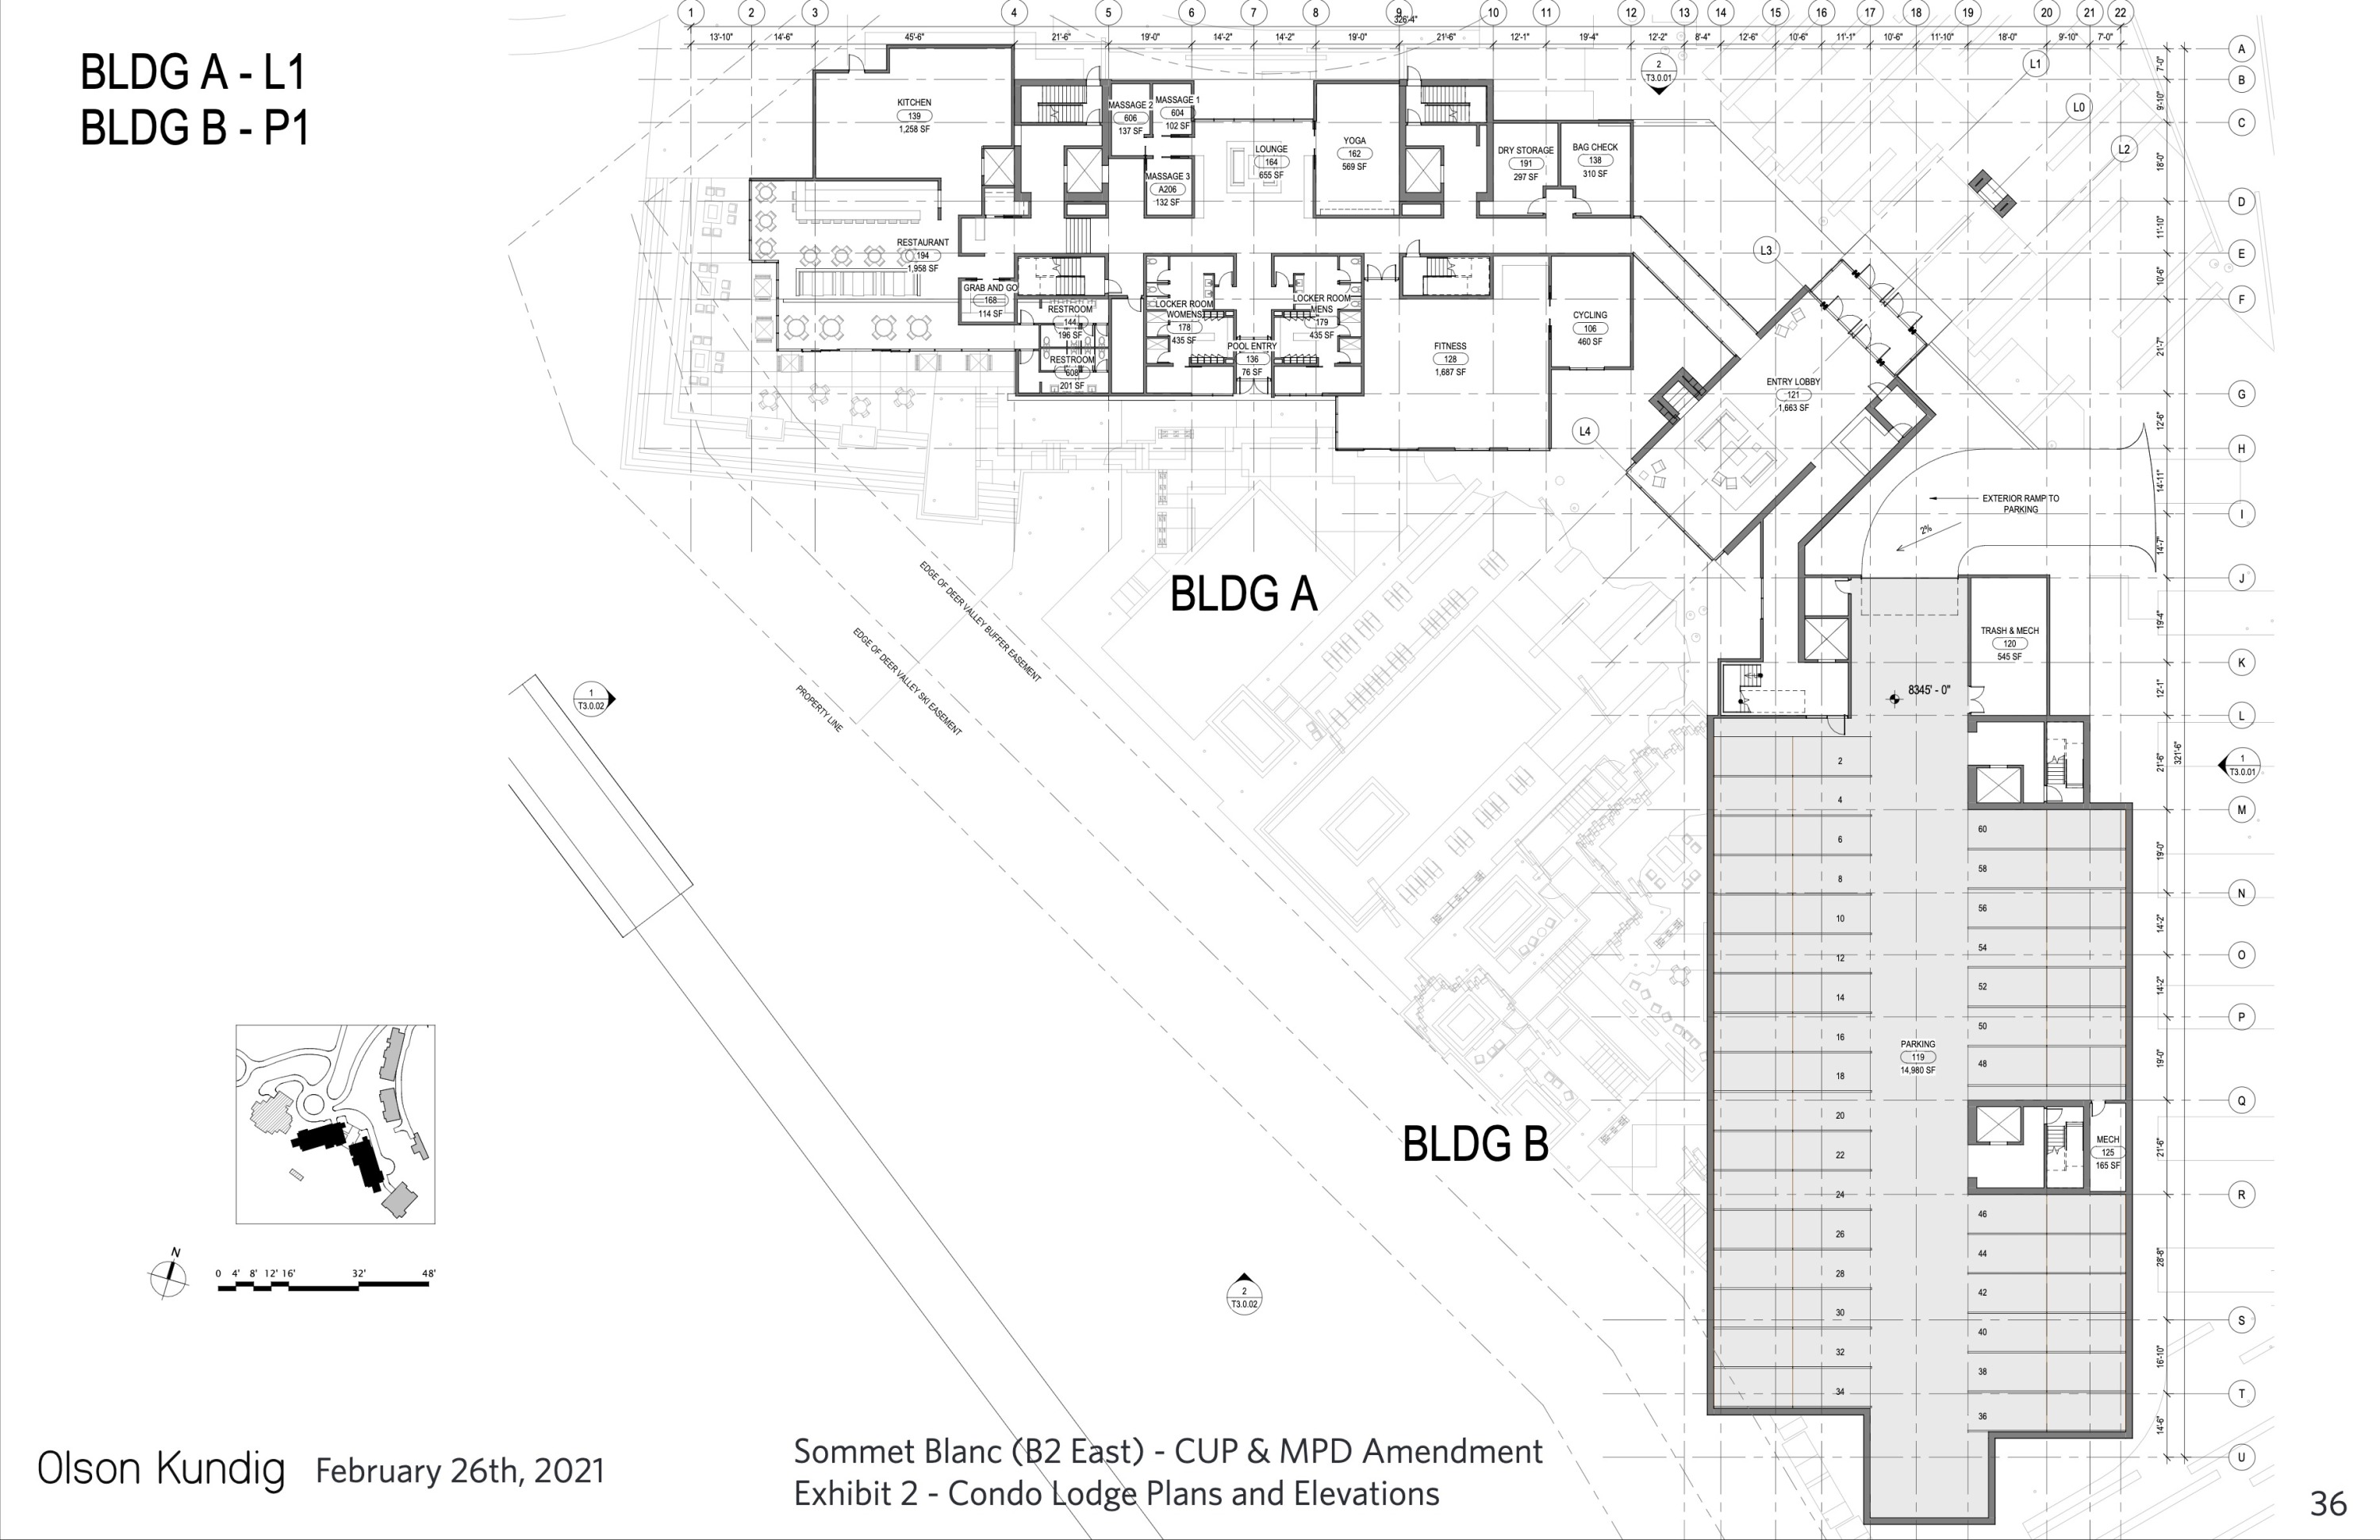 BLDG A - L1
BLDG B - P1
1 2 3 4 5 6 7 8 9 10 11 12 13 14 15 16 17 18 19 20 21 22
326'-4"
13'-10" 14'-6" 45'-6" 21'-6" 19'-0" 14'-2" 14'-2" 19'-0" 21'-6" 12'-1" 19'-4" 12'-2" 8'-4" 12'-6" 10'-6" 11'-1" 10'-6" 11'-10" 18'-0" 9'-10" 7'-0"
A
B
C
D
E
F
G
H
I
J
K
L
M
N
O
P
Q
R
S
T
U
7'-0"
9'-10"
18'-0"
11'-10"
10'-6"
21'-7"
12'-6"
14'-11"
14'-7"
19'-4"
12'-1"
21'-6"
19'-0"
14'-2"
14'-2"
19'-0"
21'-6"
28'-8"
16'-10"
14'-6"
321'-6"
2
T3.0.01
L1
L0
L2
L3
L4
KITCHEN
139
1,258 SF
MASSAGE 2
606
137 SF
MASSAGE 1
604
102 SF
MASSAGE 3
A206
132 SF
LOUNGE
164
655 SF
YOGA
162
569 SF
DRY STORAGE
191
297 SF
BAG CHECK
138
310 SF
RESTAURANT
194
1,958 SF
GRAB AND GO
168
114 SF
RESTROOM
144
196 SF
RESTROOM
608
201 SF
LOCKER ROOM
WOMENS
178
435 SF
LOCKER ROOM
MENS
179
435 SF
POOL ENTRY
136
76 SF
FITNESS
128
1,687 SF
CYCLING
106
460 SF
ENTRY LOBBY
121
1,663 SF
EXTERIOR RAMP TO
PARKING
2%
BLDG A
EDGE OF DEER VALLEY BUFFER EASEMENT
EDGE OF DEER VALLEY SKI EASEMENT
PROPERTY LINE
1
T3.0.02
TRASH & MECH
120
545 SF
8345' - 0"
1
T3.0.01
2
4
6
8
10
12
14
16
18
20
22
24
26
28
30
32
34
60
58
56
54
52
50
48
46
44
42
40
38
36
PARKING
119
14,980 SF
MECH
125
165 SF
BLDG B
2
T3.0.02
N
0 4' 8' 12' 16' 32' 48'
Olson Kundig February 26th, 2021
Sommet Blanc (B2 East) - CUP & MPD Amendment
Exhibit 2 - Condo Lodge Plans and Elevations
36